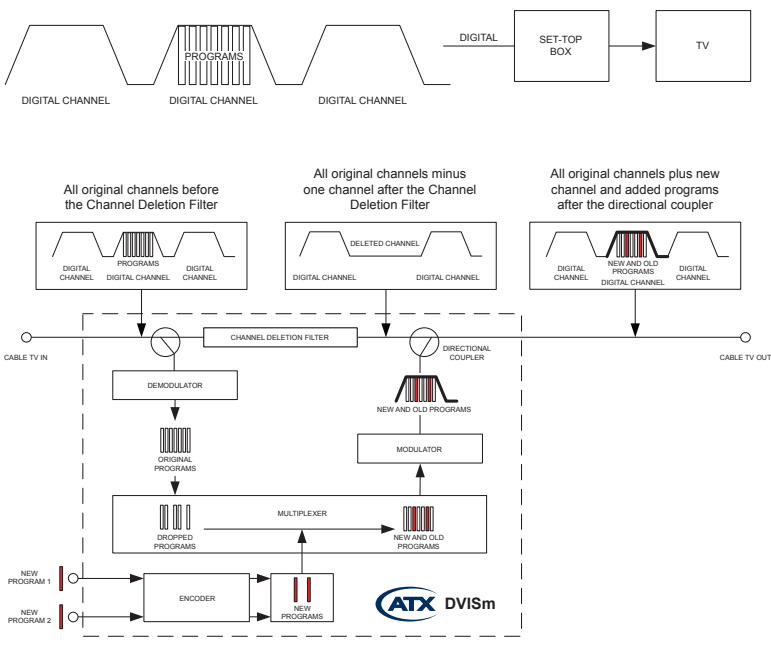 PROGRAMS
DIGITAL CHANNEL
DIGITAL CHANNEL
DIGITAL CHANNEL
DIGITAL
SET-TOP
BOX
TV
All original channels before
the Channel Deletion Filter
All original channels minus
one channel after the Channel
Deletion Filter
All original channels plus new
channel and added programs
after the directional coupler
PROGRAMS
DIGITAL
CHANNEL
DIGITAL CHANNEL
DIGITAL
CHANNEL
DELETED CHANNEL
DIGITAL CHANNEL
DIGITAL CHANNEL
DIGITAL
CHANNEL
NEW AND OLD
PROGRAMS
DIGITAL CHANNEL
DIGITAL
CHANNEL
CABLE TV IN
CHANNEL DELETION FILTER
DIRECTIONAL
COUPLER
CABLE TV OUT
DEMODULATOR
NEW AND OLD PROGRAMS
ORIGINAL
PROGRAMS
MODULATOR
MULTIPLEXER
DROPPED
PROGRAMS
NEW AND OLD
PROGRAMS
NEW
PROGRAM 1
ENCODER
NEW
PROGRAMS
NEW
PROGRAM 2
ATX DVISm